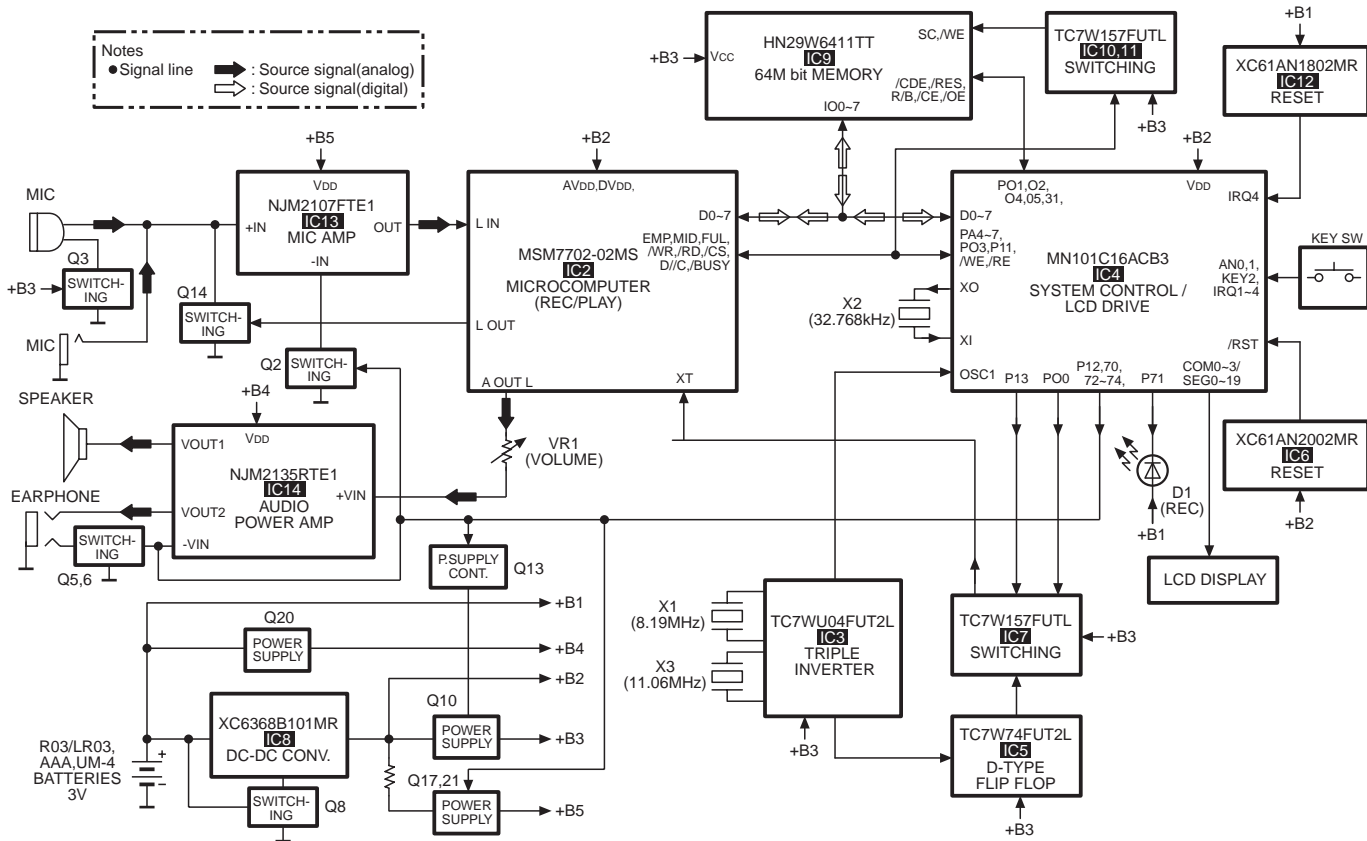 Notes
●Signal line
: Source signal(analog)
: Source signal(digital)
+B3
VCC
HN29W6411TT
IC9
64M bit MEMORY
SC,/WE
/CDE,/RES,
R/B,/CE,/OE
IO0~7
TC7W157FUTL
IC10,11
SWITCHING
+B3
+B1
XC61AN1802MR
IC12
RESET
+B5
VDD
NJM2107FTE1
IC13
MIC AMP
+IN
OUT
-IN
MIC
Q3
+B3
SWITCH-
ING
MIC
Q14
SWITCH-
ING
Q2
SWITCH-
ING
+B2
AVDD,DVDD,
L IN
D0~7
EMP,MID,FUL,
/WR,/RD,/CS,
D//C,/BUSY
MSM7702-02MS
IC2
MICROCOMPUTER
(REC/PLAY)
L OUT
A OUT L
XT
+B2
PO1,O2,
O4,05,31,
VDD
IRQ4
D0~7
PA4~7,
PO3,P11,
/WE,/RE
MN101C16ACB3
IC4
SYSTEM CONTROL /
LCD DRIVE
AN0,1,
KEY2,
IRQ1~4
KEY SW
XO
X2
(32.768kHz)
XI
/RST
OSC1
P13
PO0
P12,70,
72~74,
P71
COM0~3/
SEG0~19
XC61AN2002MR
IC6
RESET
+B2
SPEAKER
+B4
VDD
VOUT1
NJM2135RTE1
IC14
AUDIO
POWER AMP
+VIN
VR1
(VOLUME)
EARPHONE
VOUT2
-VIN
SWITCH-
ING
Q5,6
D1
(REC)
+B1
LCD DISPLAY
P.SUPPLY
CONT.
Q13
+B1
Q20
POWER
SUPPLY
+B4
+B2
Q10
XC6368B101MR
IC8
DC-DC CONV.
POWER
SUPPLY
+B3
R03/LR03,
AAA,UM-4
BATTERIES
3V
+
−
SWITCH-
ING
Q8
Q17,21
POWER
SUPPLY
+B5
X1
(8.19MHz)
X3
(11.06MHz)
TC7WU04FUT2L
IC3
TRIPLE
INVERTER
+B3
TC7W157FUTL
IC7
SWITCHING
+B3
TC7W74FUT2L
IC5
D-TYPE
FLIP FLOP
+B3